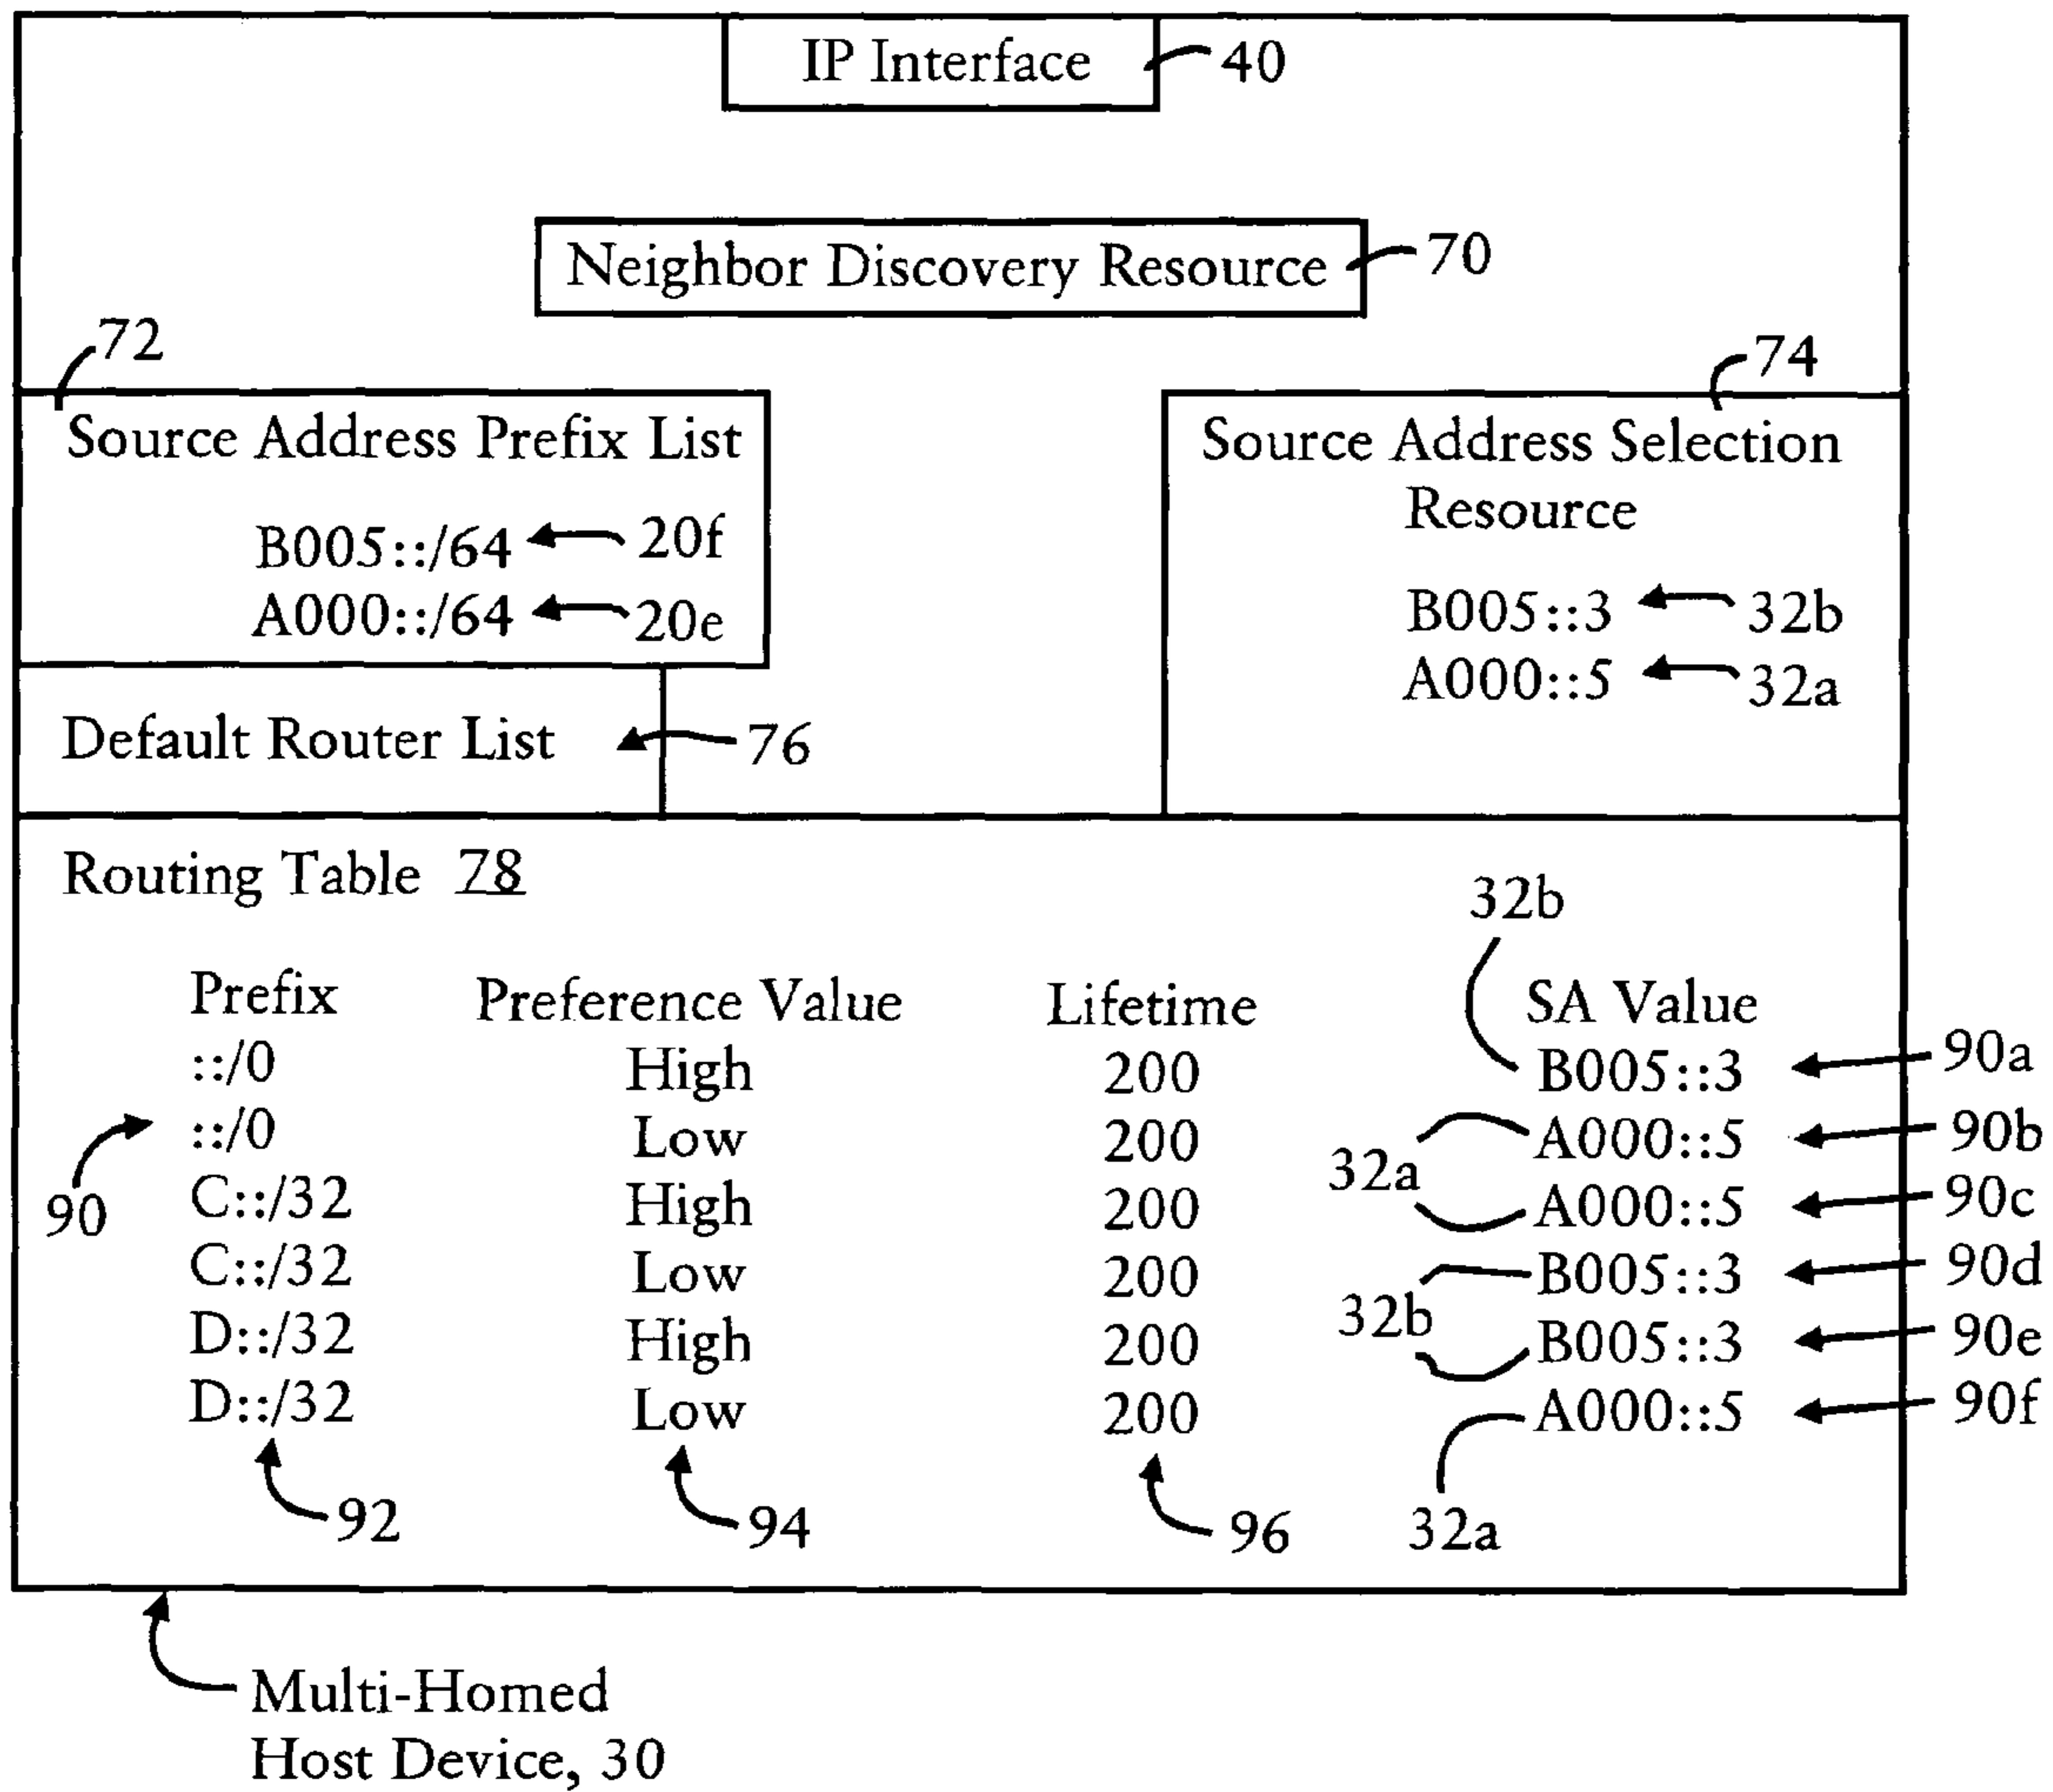 IP Interface 40
Neighbor Discovery Resource 70
72
74
Source Address Prefix List
B005::/64 20f
A000::/64 20e
Source Address Selection
Resource
B005::3 32b
A000::5 32a
Default Router List 76
Routing Table 78
32b
Prefix Preference Value Lifetime SA Value
::/0 High 200 B005::3 90a
::/0 Low 200 A000::5 90b
32a
90
C::/32 High 200 A000::5 90c
C::/32 Low 200 B005::3 90d
32b
D::/32 High 200 B005::3 90e
D::/32 Low 200 A000::5 90f
92 94 96 32a
Multi-Homed
Host Device, 30